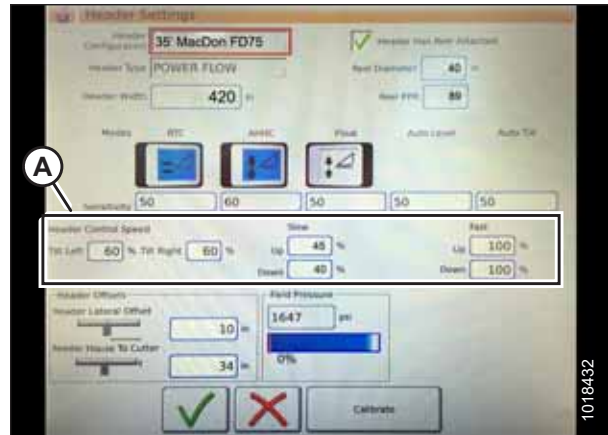 Header Settings
Header Configuration 35' MacDon FD75 Header Has Reel Attached
Header Type POWER FLOW Reel Diameter 40 in
Header Width 420 in Reel PPR 89
Modes RTC AHHC Float Auto Level Auto Tilt
Sensitivity 50 60 50 50 50
A
Header Control Speed Slow Fast
Tilt Left 60 % Tilt Right 60 % Up 45 % Up 100 %
Down 40 % Down 100 %
Header Offsets Field Pressure
Header Lateral Offset 10 in 1647 psi
Feeder House To Cutter 34 in 0%
Calibrate
1018432